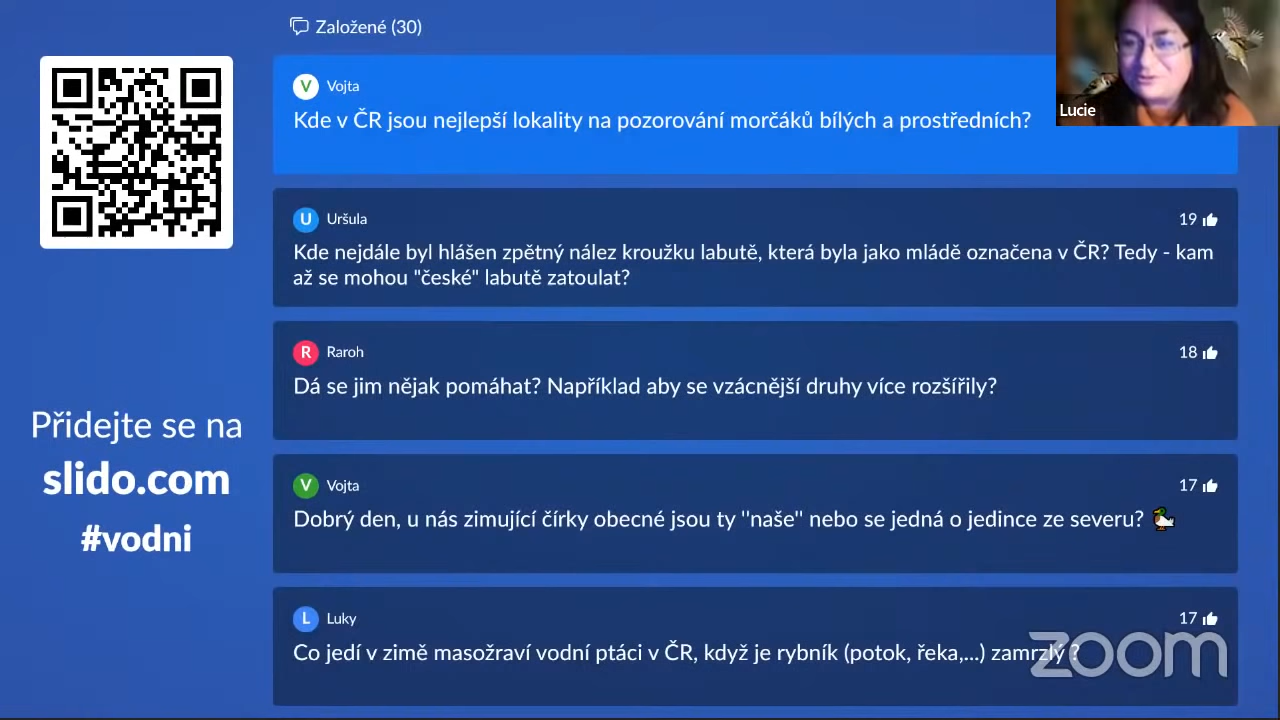 Založené (30)
V Vojta
Kde v ČR jsou nejlepší lokality na pozorování morčáků bílých a prostředních?
Lucie
U Uršula 19
Kde nejdále byl hlášen zpětný nález kroužku labutě, která byla jako mládě označena v ČR? Tedy - kam
až se mohou "české" labutě zatoulat?
R Raroh 18
Dá se jim nějak pomáhat? Například aby se vzácnější druhy více rozšířily?
V Vojta 17
Dobrý den, u nás zimující čírky obecné jsou ty "naše" nebo se jedná o jedince ze severu?
L Luky 17
Co jedí v zimě masožraví vodní ptáci v ČR, když je rybník (potok, řeka,...) zamrzlý ?
Přidejte se na
slido.com
#vodni
zoom